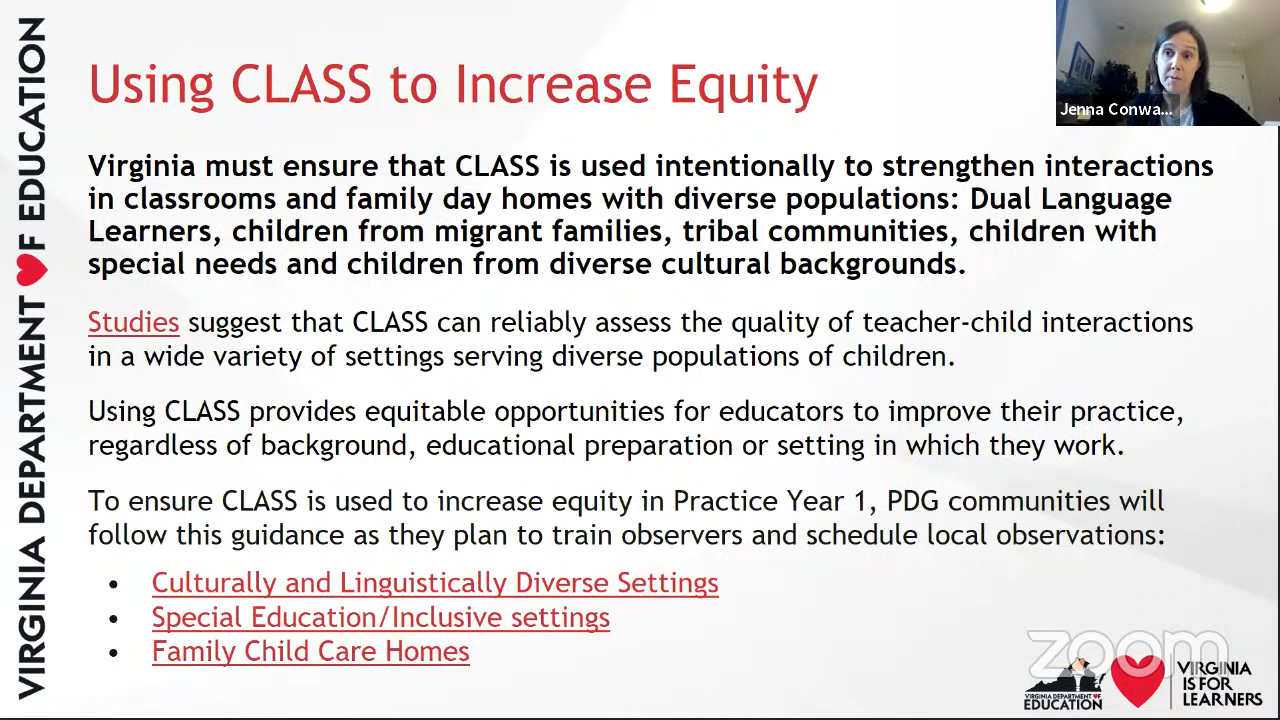 VIRGINIA DEPARTMENT OF EDUCATION
Using CLASS to Increase Equity
Jenna Conwa...
Virginia must ensure that CLASS is used intentionally to strengthen interactions
in classrooms and family day homes with diverse populations: Dual Language
Learners, children from migrant families, tribal communities, children with
special needs and children from diverse cultural backgrounds.
Studies suggest that CLASS can reliably assess the quality of teacher-child interactions
in a wide variety of settings serving diverse populations of children.
Using CLASS provides equitable opportunities for educators to improve their practice,
regardless of background, educational preparation or setting in which they work.
To ensure CLASS is used to increase equity in Practice Year 1, PDG communities will
follow this guidance as they plan to train observers and schedule local observations:
• Culturally and Linguistically Diverse Settings
• Special Education/Inclusive settings
• Family Child Care Homes
zoom
VIRGINIA DEPARTMENT OF
EDUCATION
VIRGINIA
IS FOR
LEARNERS